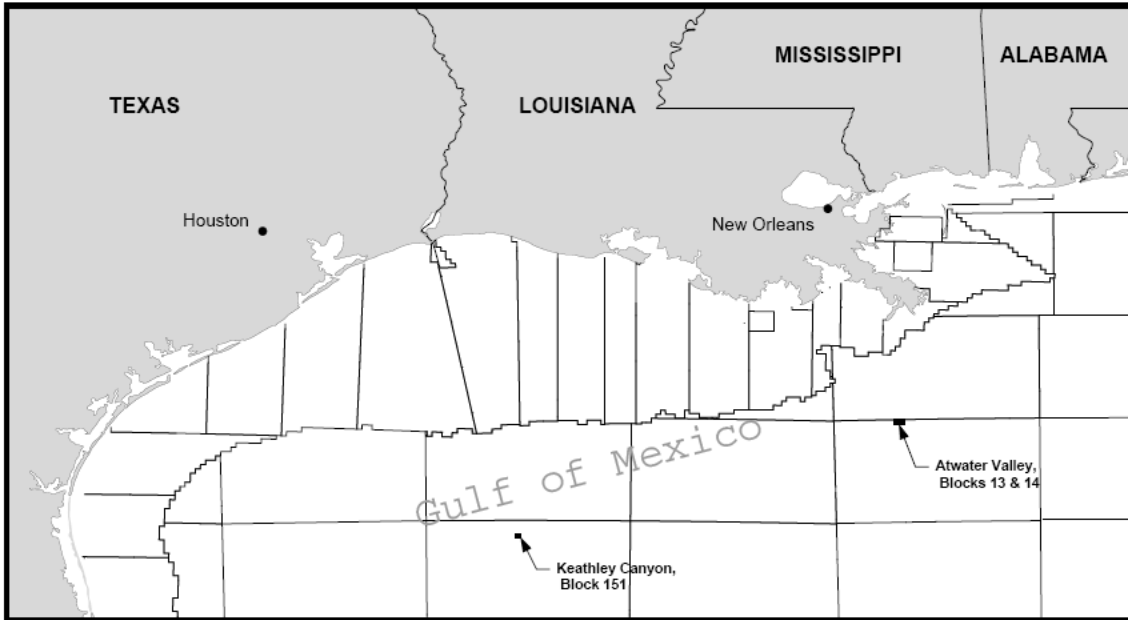 MISSISSIPPI
ALABAMA
TEXAS
LOUISIANA
Houston
New Orleans
Gulf of Mexico
Atwater Valley,
Blocks 13 & 14
Keathley Canyon,
Block 151